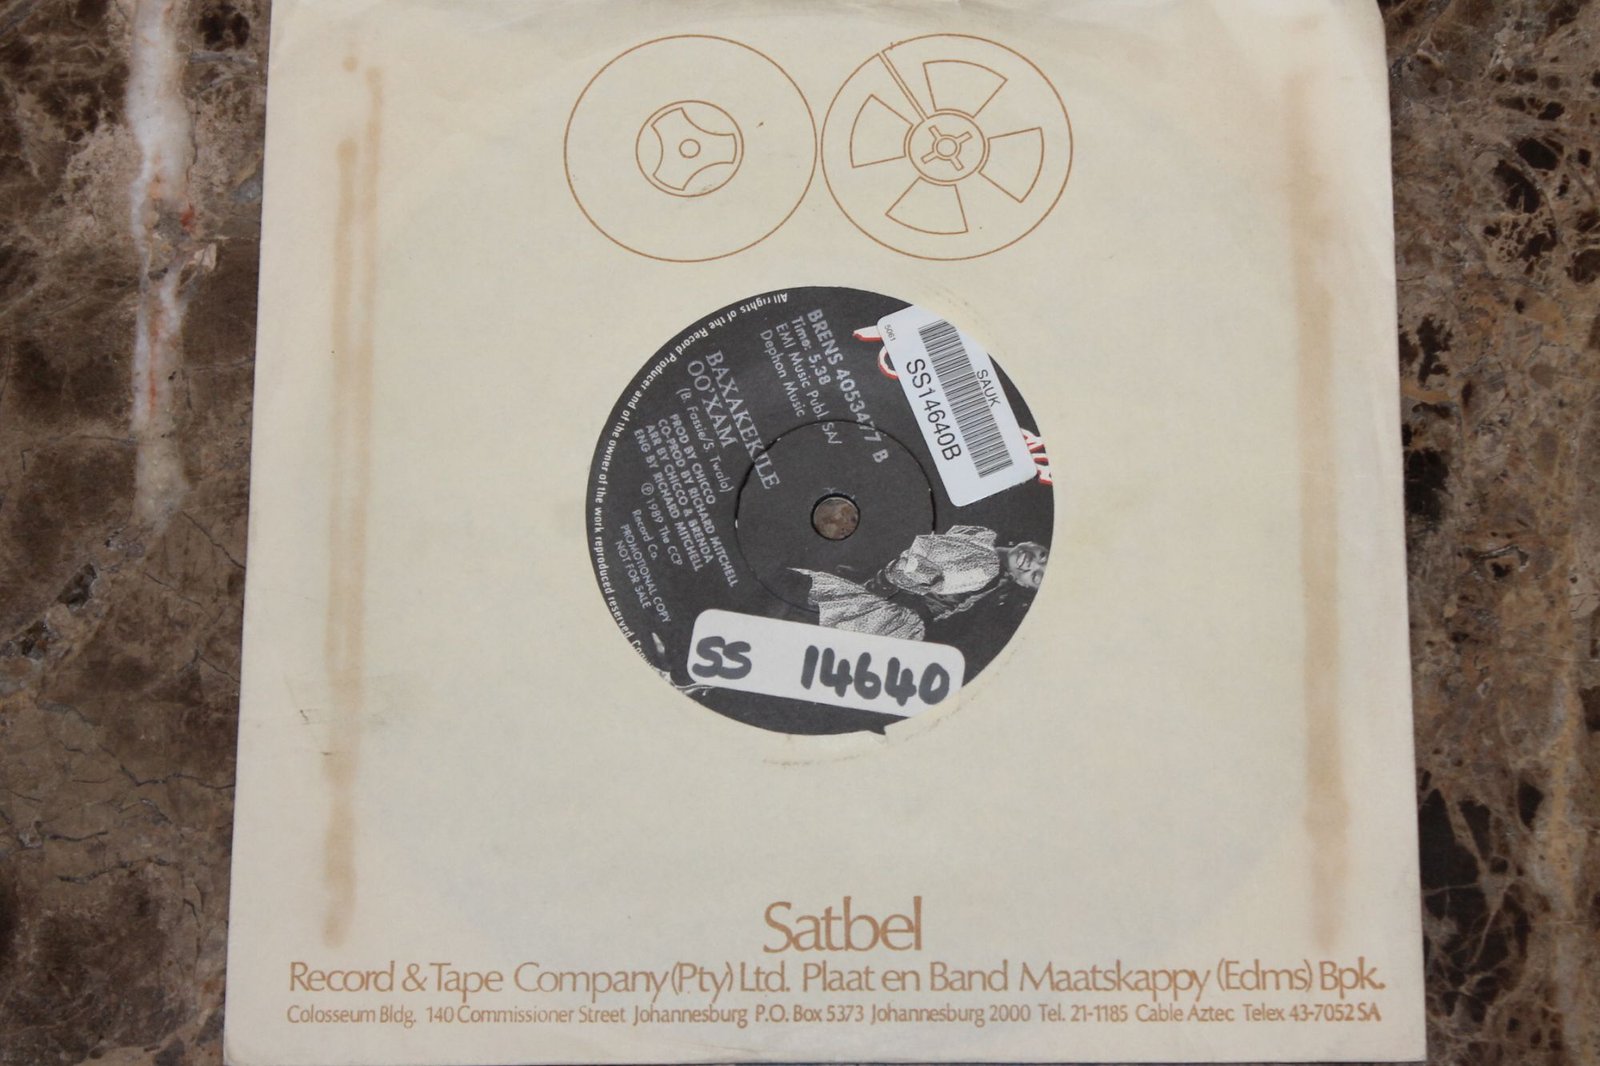 BRENS 4053477 B
Time: 5,38
EMI Music Publ. SA/
Dephon Music
BAXAKEKILE
OO'XAM
(B. Fassie/S. Twala)
PROD BY CHICCO
CO-PROD BY RICHARD MITCHELL
ARR BY CHICCO & BRENDA
ENG BY RICHARD MITCHELL
℗ 1989 The CCP
Record Co.
PROMOTIONAL COPY
NOT FOR SALE
All rights of the Record Producer and of the owner of the work reproduced reserved
5061
SAUK
SS14640B
SS 14640
Satbel
Record & Tape Company (Pty) Ltd. Plaat en Band Maatskappy (Edms) Bpk.
Colosseum Bldg. 140 Commissioner Street Johannesburg P.O. Box 5373 Johannesburg 2000 Tel. 21-1185 Cable Aztec Telex 43-7052 SA